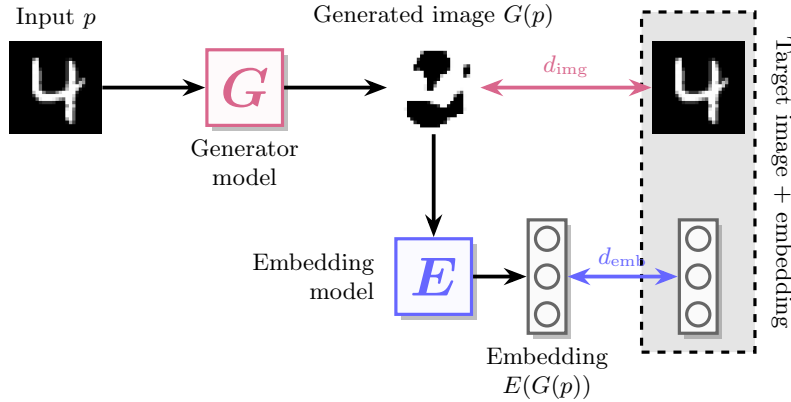 Input p
Generated image G(p)
G
d_img
Generator
model
Target image + embedding
Embedding
model
E
d_emb
Embedding
E(G(p))